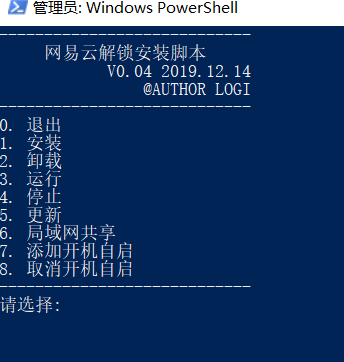 管理员: Windows PowerShell
----------------------------
网易云解锁安装脚本
V0.04 2019.12.14
@AUTHOR LOGI
----------------------------
0. 退出
1. 安装
2. 卸载
3. 运行
4. 停止
5. 更新
6. 局域网共享
7. 添加开机自启
8. 取消开机自启
----------------------------
请选择: